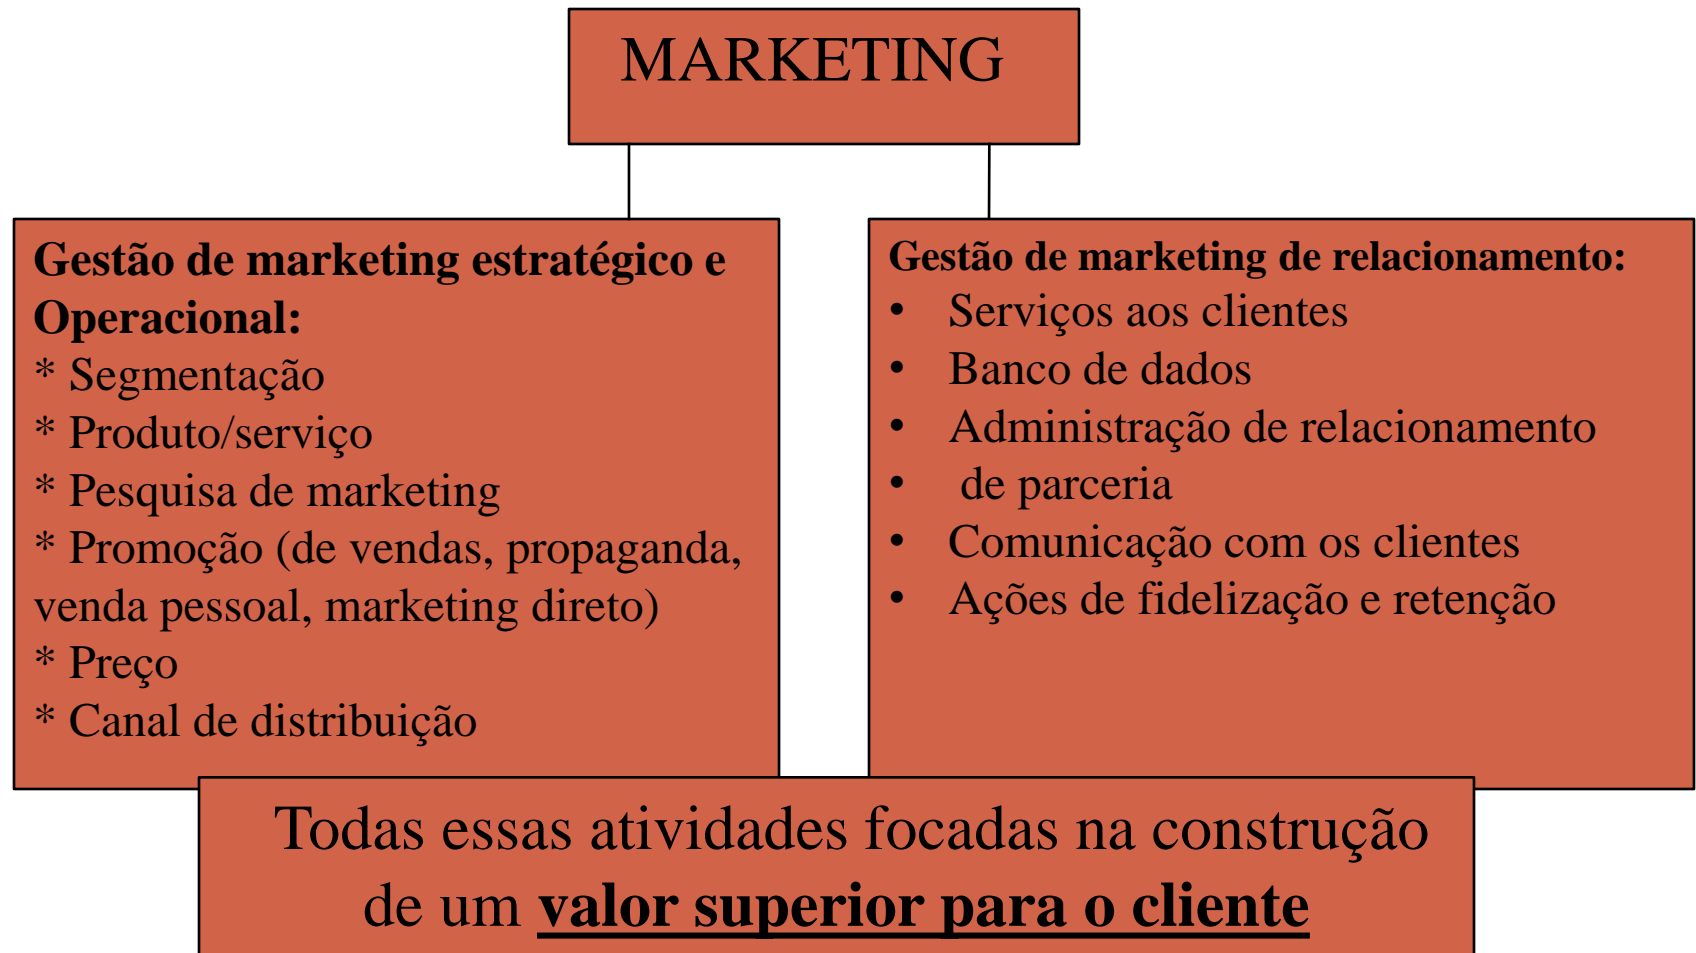 MARKETING
Gestão de marketing estratégico e
Operacional:
* Segmentação
* Produto/serviço
* Pesquisa de marketing
* Promoção (de vendas, propaganda,
venda pessoal, marketing direto)
* Preço
* Canal de distribuição
Gestão de marketing de relacionamento:
• Serviços aos clientes
• Banco de dados
• Administração de relacionamento
• de parceria
• Comunicação com os clientes
• Ações de fidelização e retenção
Todas essas atividades focadas na construção
de um valor superior para o cliente